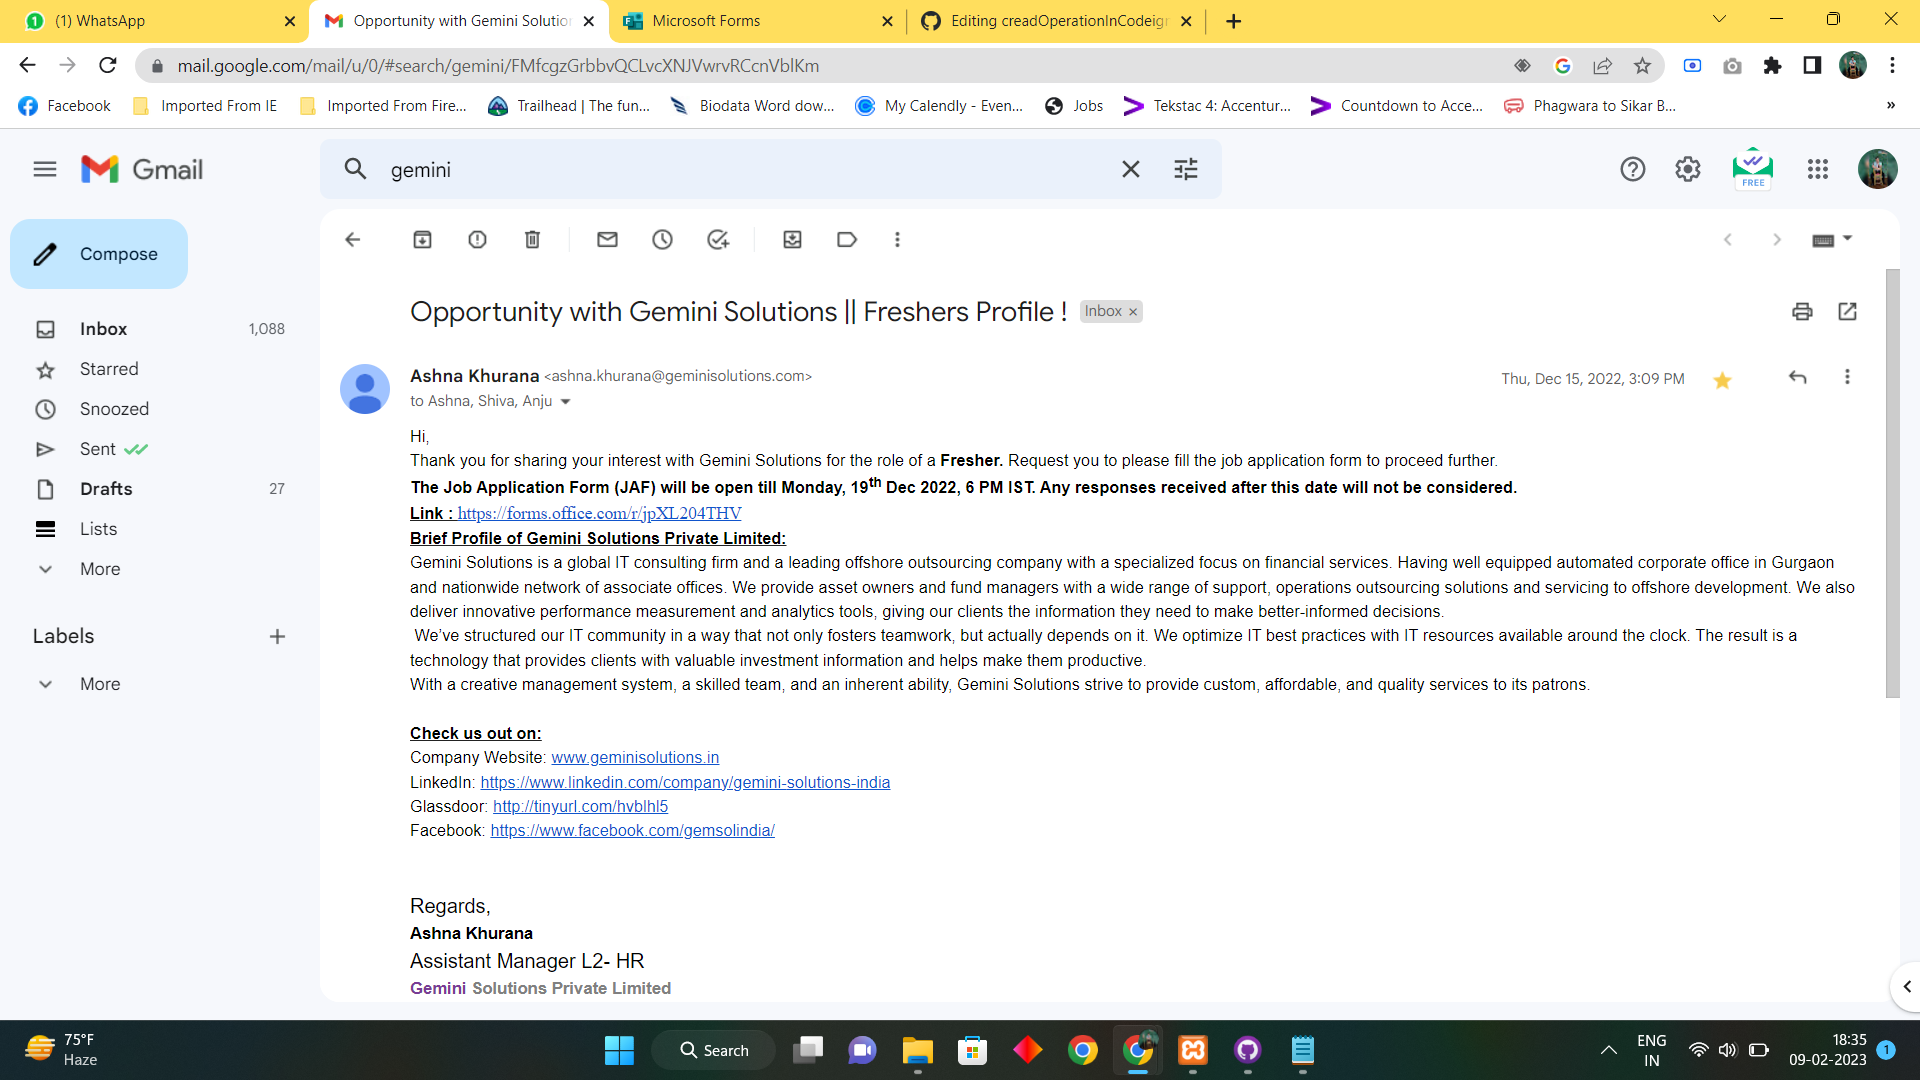 (1) WhatsApp
Opportunity with Gemini Solution
Microsoft Forms
Editing creadOperationInCodeign
mail.google.com/mail/u/0/#search/gemini/FMfcgzGrbbvQCLvcXNJVwrvRCcnVblKm
Facebook
Imported From IE
Imported From Fire...
Trailhead | The fun...
Biodata Word dow...
My Calendly - Even...
Jobs
Tekstac 4: Accentur...
Countdown to Acce...
Phagwara to Sikar B...
»
Gmail
gemini
FREE
Compose
Inbox 1,088
Starred
Snoozed
Sent
Drafts 27
Lists
More
Labels
More
Opportunity with Gemini Solutions || Freshers Profile ! Inbox ×
Ashna Khurana <ashna.khurana@geminisolutions.com>
Thu, Dec 15, 2022, 3:09 PM
to Ashna, Shiva, Anju
Hi,
Thank you for sharing your interest with Gemini Solutions for the role of a Fresher. Request you to please fill the job application form to proceed further.
The Job Application Form (JAF) will be open till Monday, 19th Dec 2022, 6 PM IST. Any responses received after this date will not be considered.
Link : https://forms.office.com/r/jpXL204THV
Brief Profile of Gemini Solutions Private Limited:
Gemini Solutions is a global IT consulting firm and a leading offshore outsourcing company with a specialized focus on financial services. Having well equipped automated corporate office in Gurgaon
and nationwide network of associate offices. We provide asset owners and fund managers with a wide range of support, operations outsourcing solutions and servicing to offshore development. We also
deliver innovative performance measurement and analytics tools, giving our clients the information they need to make better-informed decisions.
We've structured our IT community in a way that not only fosters teamwork, but actually depends on it. We optimize IT best practices with IT resources available around the clock. The result is a
technology that provides clients with valuable investment information and helps make them productive.
With a creative management system, a skilled team, and an inherent ability, Gemini Solutions strive to provide custom, affordable, and quality services to its patrons.
Check us out on:
Company Website: www.geminisolutions.in
LinkedIn: https://www.linkedin.com/company/gemini-solutions-india
Glassdoor: http://tinyurl.com/hvblhl5
Facebook: https://www.facebook.com/gemsolindia/
Regards,
Ashna Khurana
Assistant Manager L2- HR
Gemini Solutions Private Limited
75°F
Haze
Search
ENG
IN
18:35
09-02-2023
1